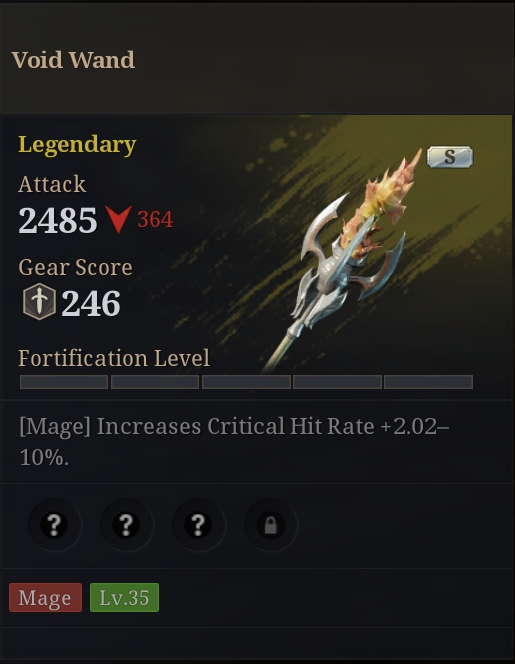 Void Wand
Legendary
S
Attack
2485 364
Gear Score
246
Fortification Level
[Mage] Increases Critical Hit Rate +2.02–
10%.
? ? ?
Mage Lv.35